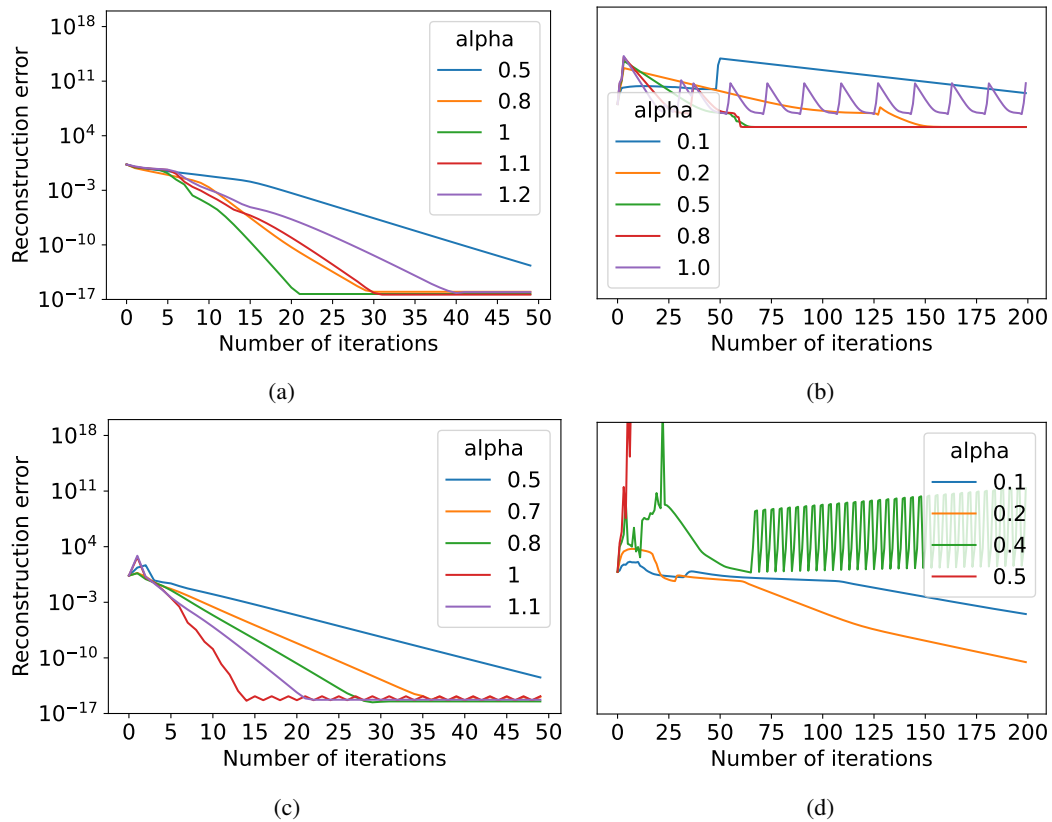 10^18
10^11
10^4
10^−3
10^−10
10^−17
Reconstruction error
alpha
0.5
0.8
1
1.1
1.2
0 5 10 15 20 25 30 35 40 45 50
Number of iterations
(a)
alpha
0.1
0.2
0.5
0.8
1.0
0 25 50 75 100 125 150 175 200
Number of iterations
(b)
10^18
10^11
10^4
10^−3
10^−10
10^−17
Reconstruction error
alpha
0.5
0.7
0.8
1
1.1
0 5 10 15 20 25 30 35 40 45 50
Number of iterations
(c)
alpha
0.1
0.2
0.4
0.5
0 25 50 75 100 125 150 175 200
Number of iterations
(d)